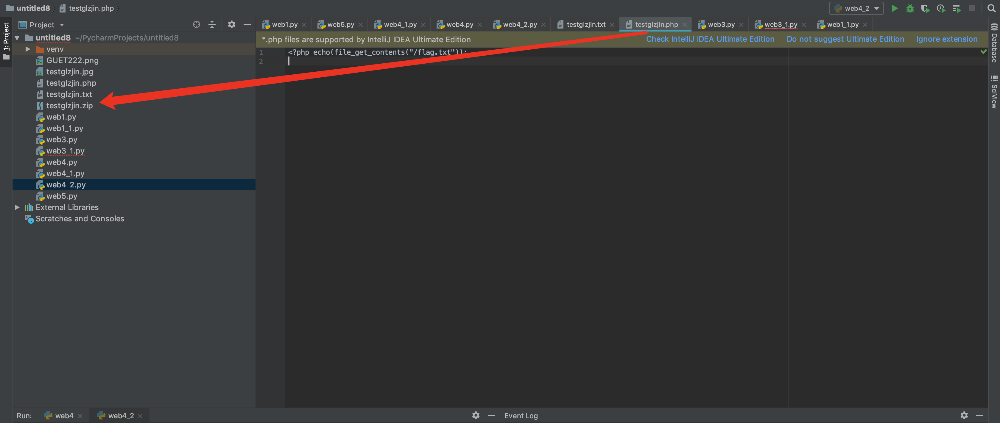 untitled8 testglzjin.php
web4_2
1: Project
Project
web1.py web5.py web4_1.py web4.py web4_2.py testglzjin.txt testglzjin.php web3.py web3_1.py web1_1.py
untitled8 ~/PycharmProjects/untitled8
venv
GUET222.png
testglzjin.jpg
testglzjin.php
testglzjin.txt
testglzjin.zip
web1.py
web1_1.py
web3.py
web3_1.py
web4.py
web4_1.py
web4_2.py
web5.py
External Libraries
Scratches and Consoles
*.php files are supported by IntelliJ IDEA Ultimate Edition Check IntelliJ IDEA Ultimate Edition Do not suggest Ultimate Edition Ignore extension
1 <?php echo(file_get_contents("/flag.txt"));
2
Database
SciView
Run: web4 web4_2
Event Log